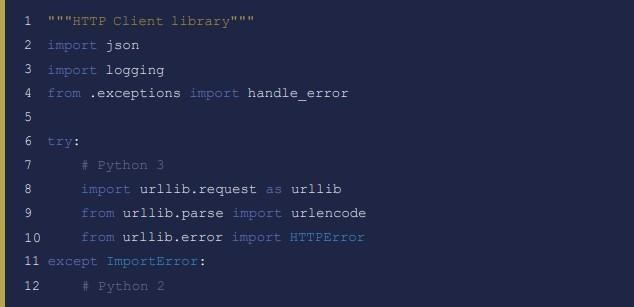 1 """HTTP Client library"""
2 import json
3 import logging
4 from .exceptions import handle_error
5
6 try:
7     # Python 3
8     import urllib.request as urllib
9     from urllib.parse import urlencode
10     from urllib.error import HTTPError
11 except ImportError:
12     # Python 2